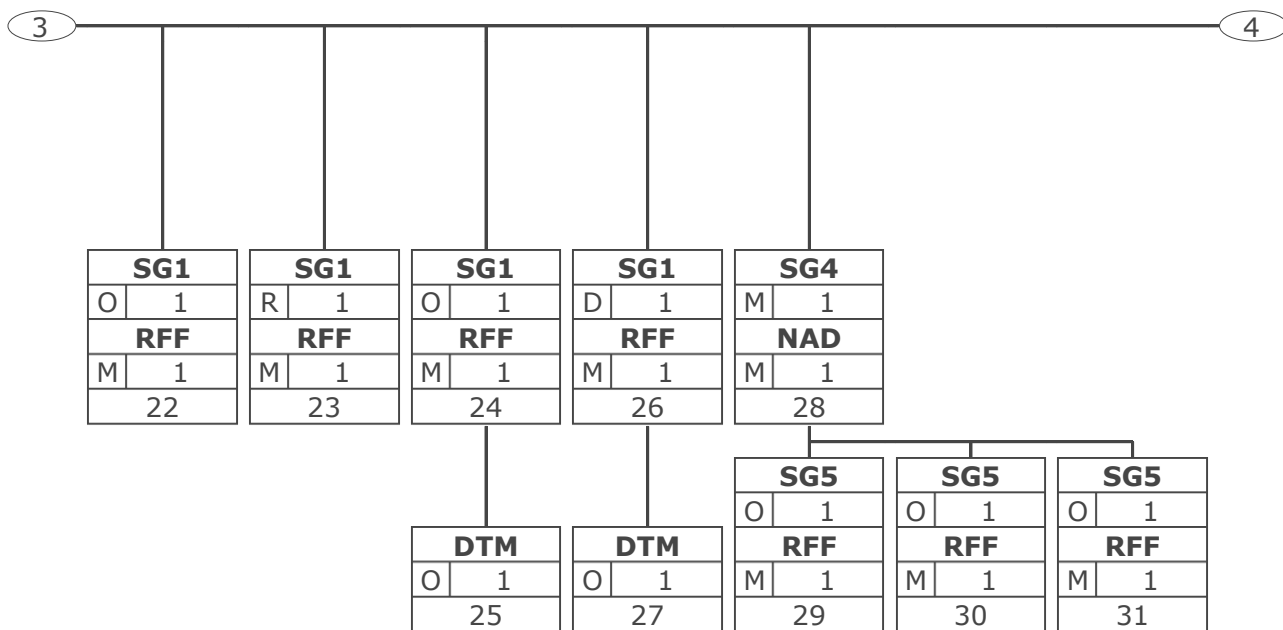 3 4
SG1 SG1 SG1 SG1 SG4
O 1 R 1 O 1 D 1 M 1
RFF RFF RFF RFF NAD
M 1 M 1 M 1 M 1 M 1
22 23 24 26 28
SG5 SG5 SG5
O 1 O 1 O 1
DTM DTM RFF RFF RFF
O 1 O 1 M 1 M 1 M 1
25 27 29 30 31